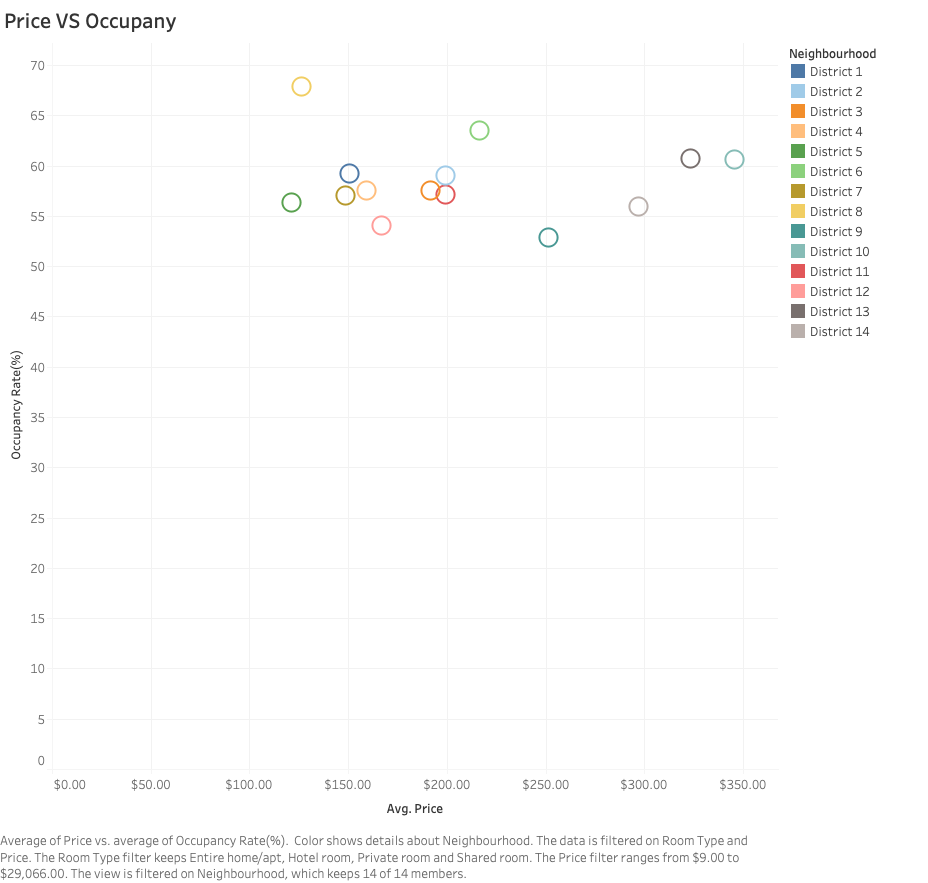 Price VS Occupany
Neighbourhood
District 1
District 2
District 3
District 4
District 5
District 6
District 7
District 8
District 9
District 10
District 11
District 12
District 13
District 14
70
65
60
55
50
45
40
35
30
25
20
15
10
5
0
Occupancy Rate(%)
$0.00 $50.00 $100.00 $150.00 $200.00 $250.00 $300.00 $350.00
Avg. Price
Average of Price vs. average of Occupancy Rate(%). Color shows details about Neighbourhood. The data is filtered on Room Type and
Price. The Room Type filter keeps Entire home/apt, Hotel room, Private room and Shared room. The Price filter ranges from $9.00 to
$29,066.00. The view is filtered on Neighbourhood, which keeps 14 of 14 members.